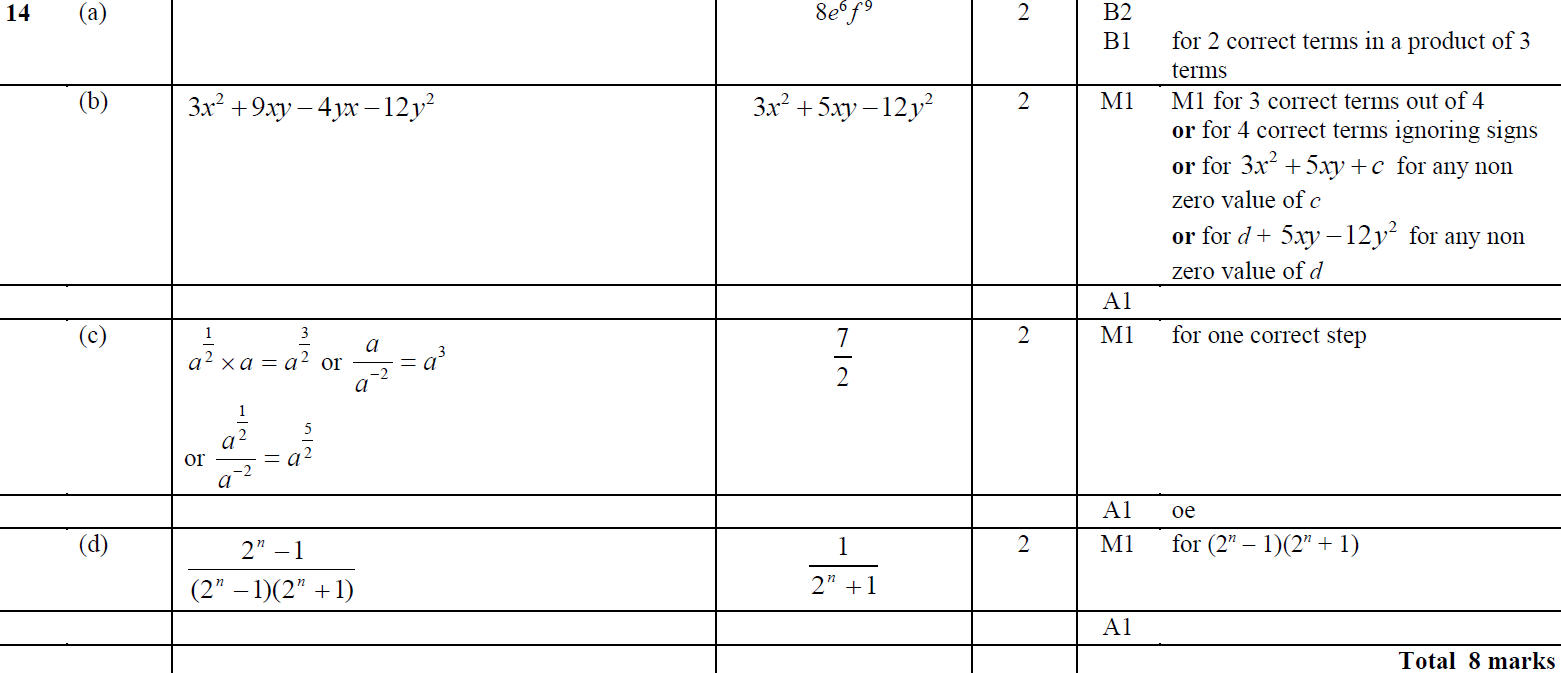 14 (a) 8e⁶f⁹ 2 B2
B1 for 2 correct terms in a product of 3
terms
(b) 3x² + 9xy − 4yx − 12y² 3x² + 5xy − 12y² 2 M1 M1 for 3 correct terms out of 4
or for 4 correct terms ignoring signs
or for 3x² + 5xy + c for any non
zero value of c
or for d + 5xy − 12y² for any non
zero value of d
A1
(c) a^(1/2) × a = a^(3/2) or a/a^(−2) = a³ 7/2 2 M1 for one correct step
or a^(1/2)/a^(−2) = a^(5/2)
A1 oe
(d) (2ⁿ − 1)/((2ⁿ − 1)(2ⁿ + 1)) 1/(2ⁿ + 1) 2 M1 for (2ⁿ – 1)(2ⁿ + 1)
A1
Total 8 marks